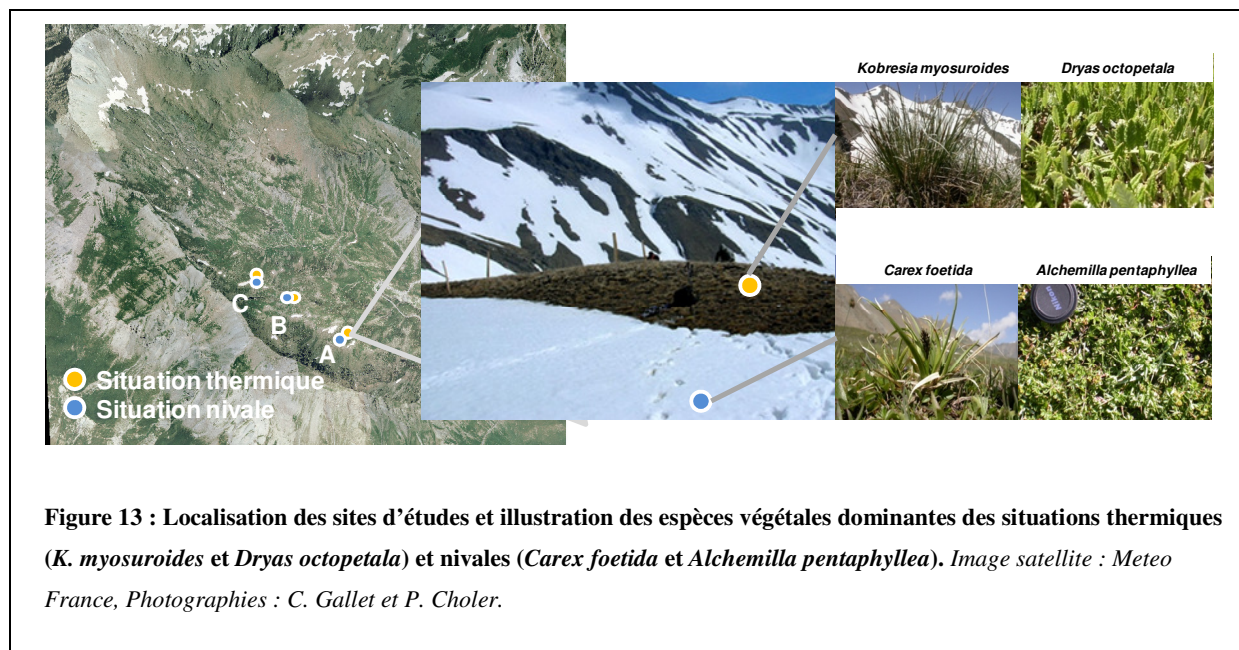 Kobresia myosuroides
Dryas octopetala
Carex foetida
Alchemilla pentaphyllea
C
B
A
Situation thermique
Situation nivale
Nikon
Figure 13 : Localisation des sites d'études et illustration des espèces végétales dominantes des situations thermiques
(K. myosuroides et Dryas octopetala) et nivales (Carex foetida et Alchemilla pentaphyllea). Image satellite : Meteo
France, Photographies : C. Gallet et P. Choler.